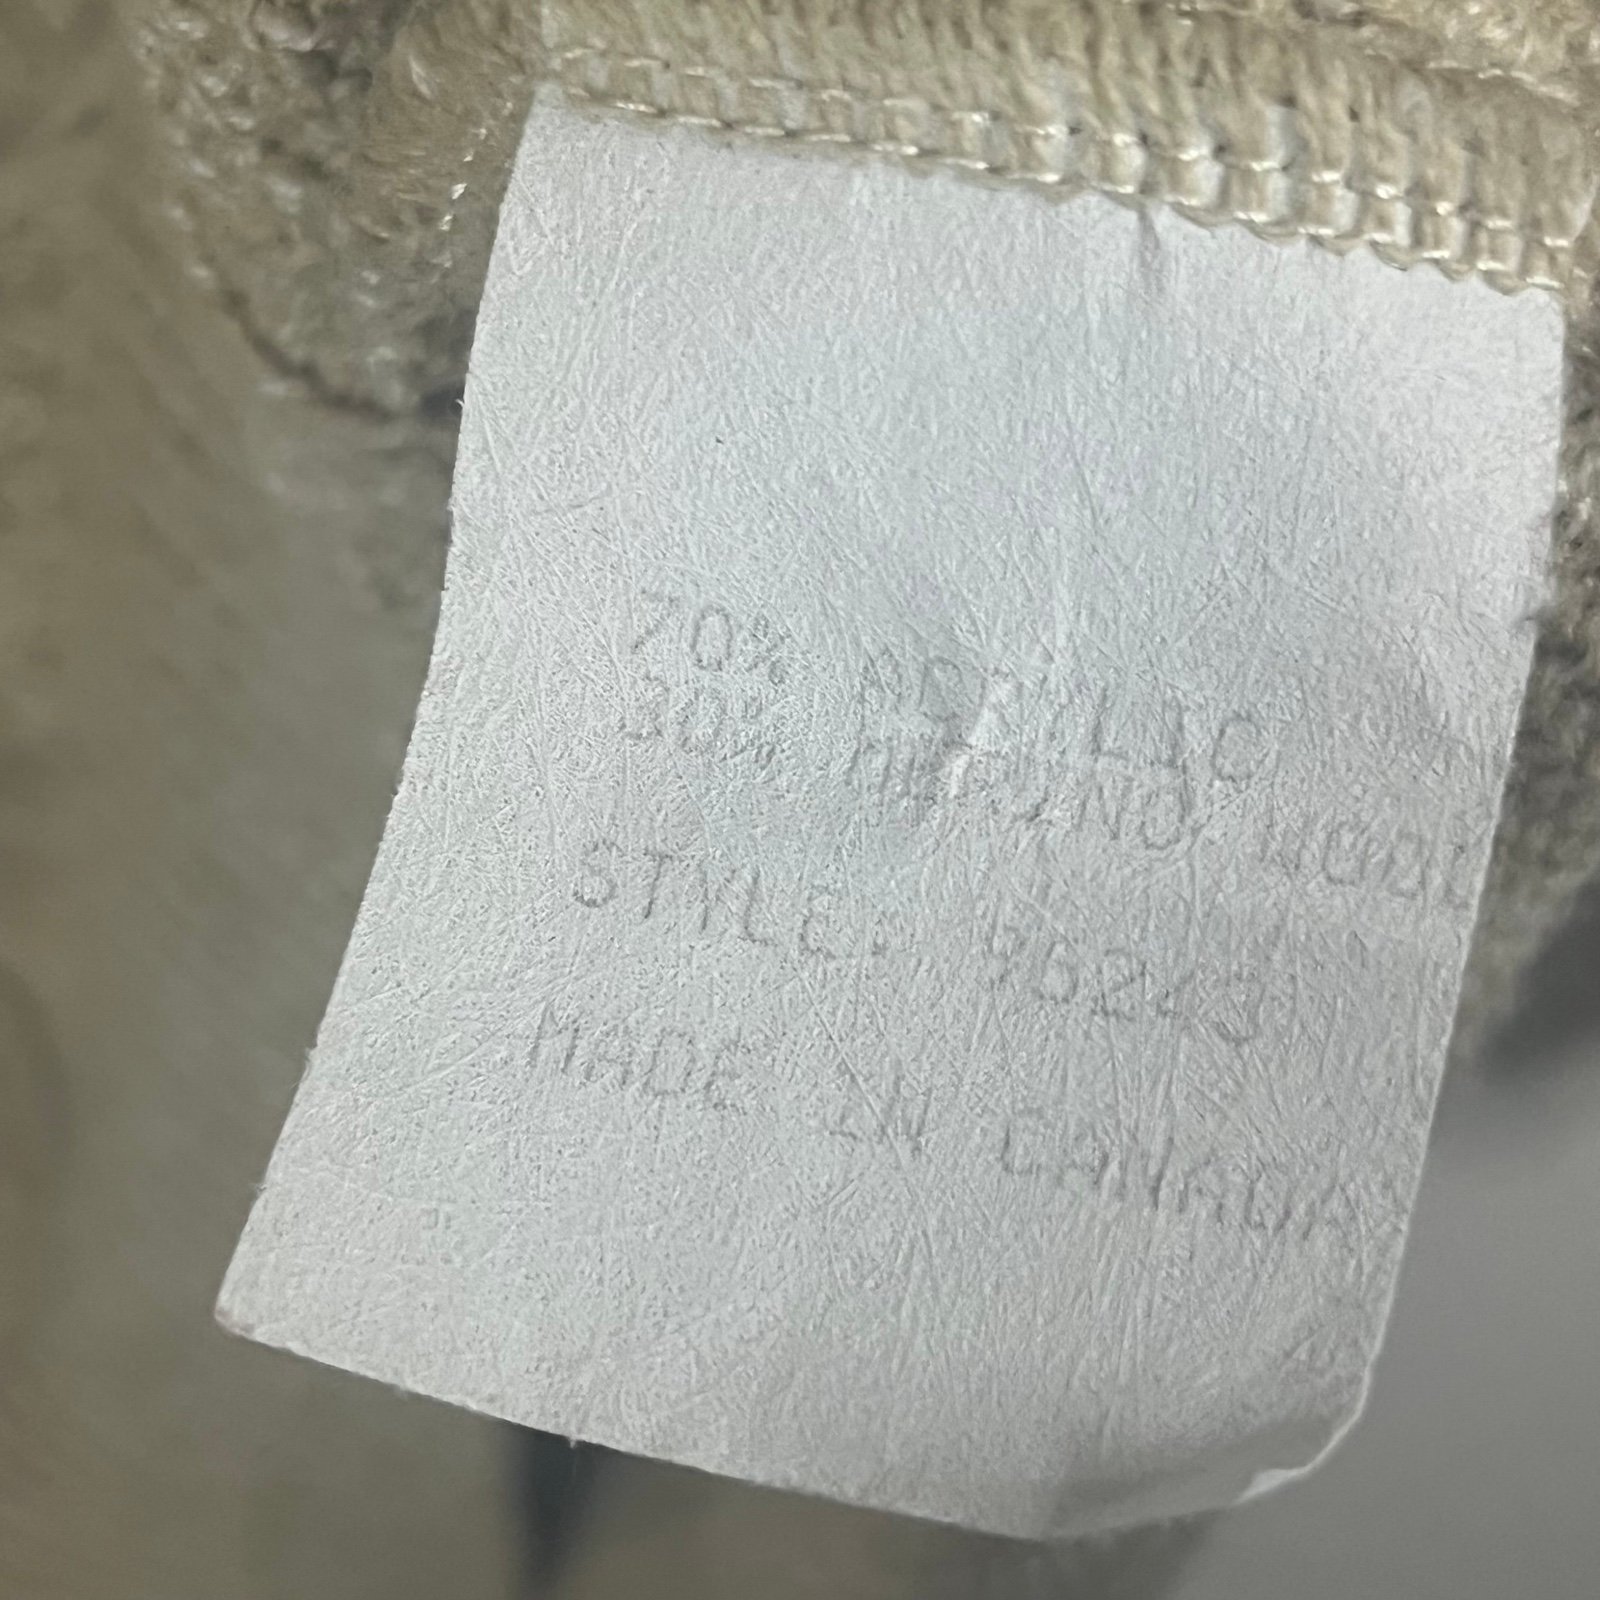 70% ACRYLIC
30% MERINO WOOL
STYLE:
MADE IN CANADA